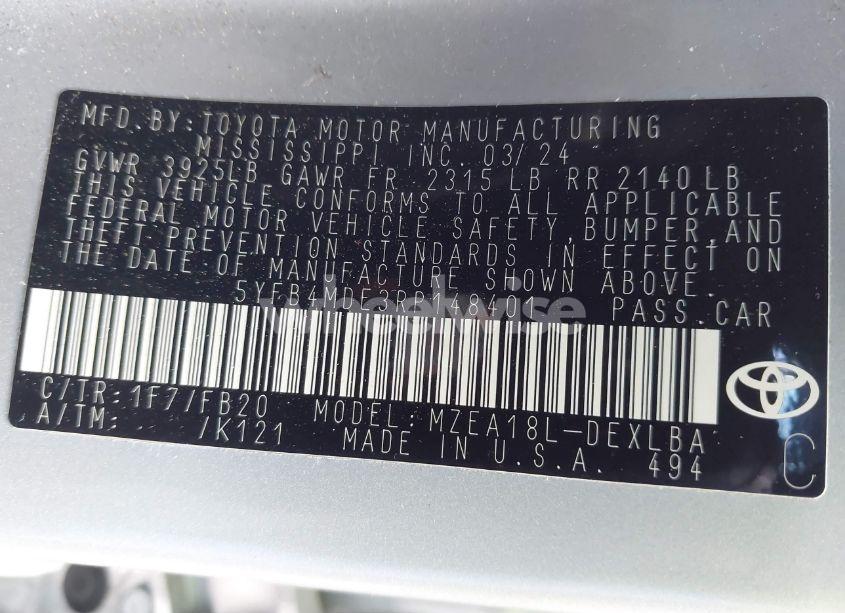 MFD. BY: TOYOTA MOTOR MANUFACTURING
MISSISSIPPI INC. 03/24
GVWR 3925LB GAWR FR 2315 LB RR 2140 LB
THIS VEHICLE CONFORMS TO ALL APPLICABLE
FEDERAL MOTOR VEHICLE SAFETY, BUMPER, AND
THEFT PREVENTION STANDARDS IN EFFECT ON
THE DATE OF MANUFACTURE SHOWN ABOVE.
PASS. CAR
wheelwise
C/TR: 1F7/FB20 MODEL: MZEA18L-DEXLBA
A/TM: /K121 MADE IN U.S.A. 494
C